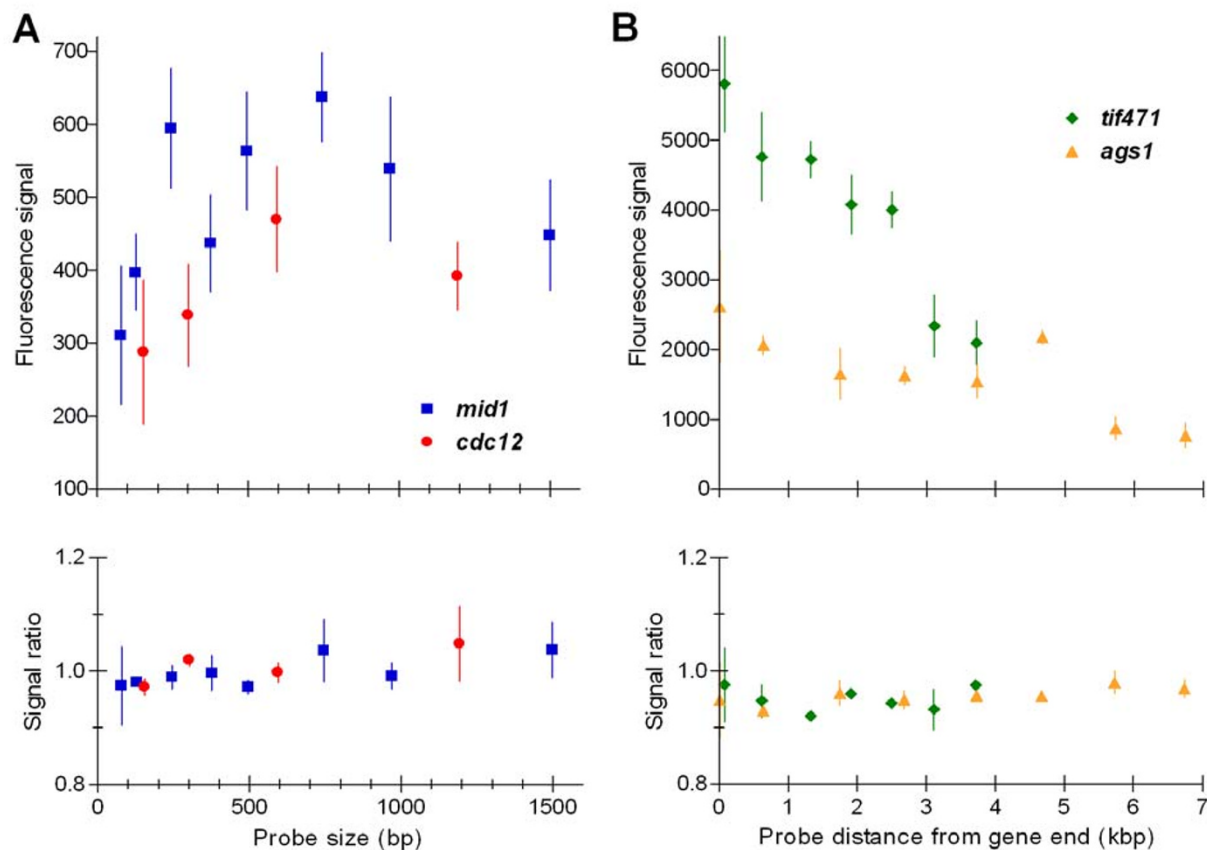 A
700
600
500
400
300
200
100
Fluorescence signal
mid1
cdc12
B
6000
5000
4000
3000
2000
1000
0
Flourescence signal
tif471
ags1
1.2
1.0
0.8
Signal ratio
0 500 1000 1500
Probe size (bp)
1.2
1.0
0.8
Signal ratio
0 1 2 3 4 5 6 7
Probe distance from gene end (kbp)